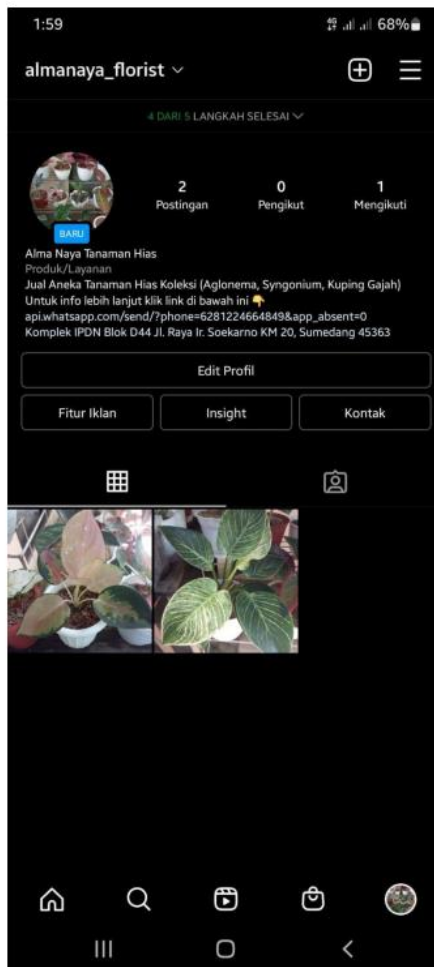 1:59
4G 68%
almanaya_florist
4 DARI 5 LANGKAH SELESAI
2 0 1
Postingan Pengikut Mengikuti
BARU
Alma Naya Tanaman Hias
Produk/Layanan
Jual Aneka Tanaman Hias Koleksi (Aglonema, Syngonium, Kuping Gajah)
Untuk info lebih lanjut klik link di bawah ini 👇
api.whatsapp.com/send/?phone=6281224664849&app_absent=0
Komplek IPDN Blok D44 Jl. Raya Ir. Soekarno KM 20, Sumedang 45363
Edit Profil
Fitur Iklan Insight Kontak